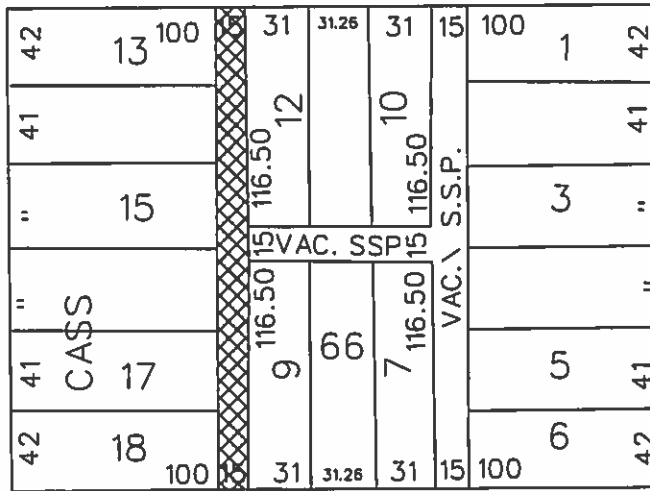 42 13 100 15 31 31.26 31 15 100 1 42
41 12 10 41
116.50 116.50
15 3
" "
15 VAC. SSP 15
VAC. S.S.P.
" "
116.50 116.50
CASS
66
41 17 9 7 5 41
42 18 6 42
100 15 31 31.26 31 15 100